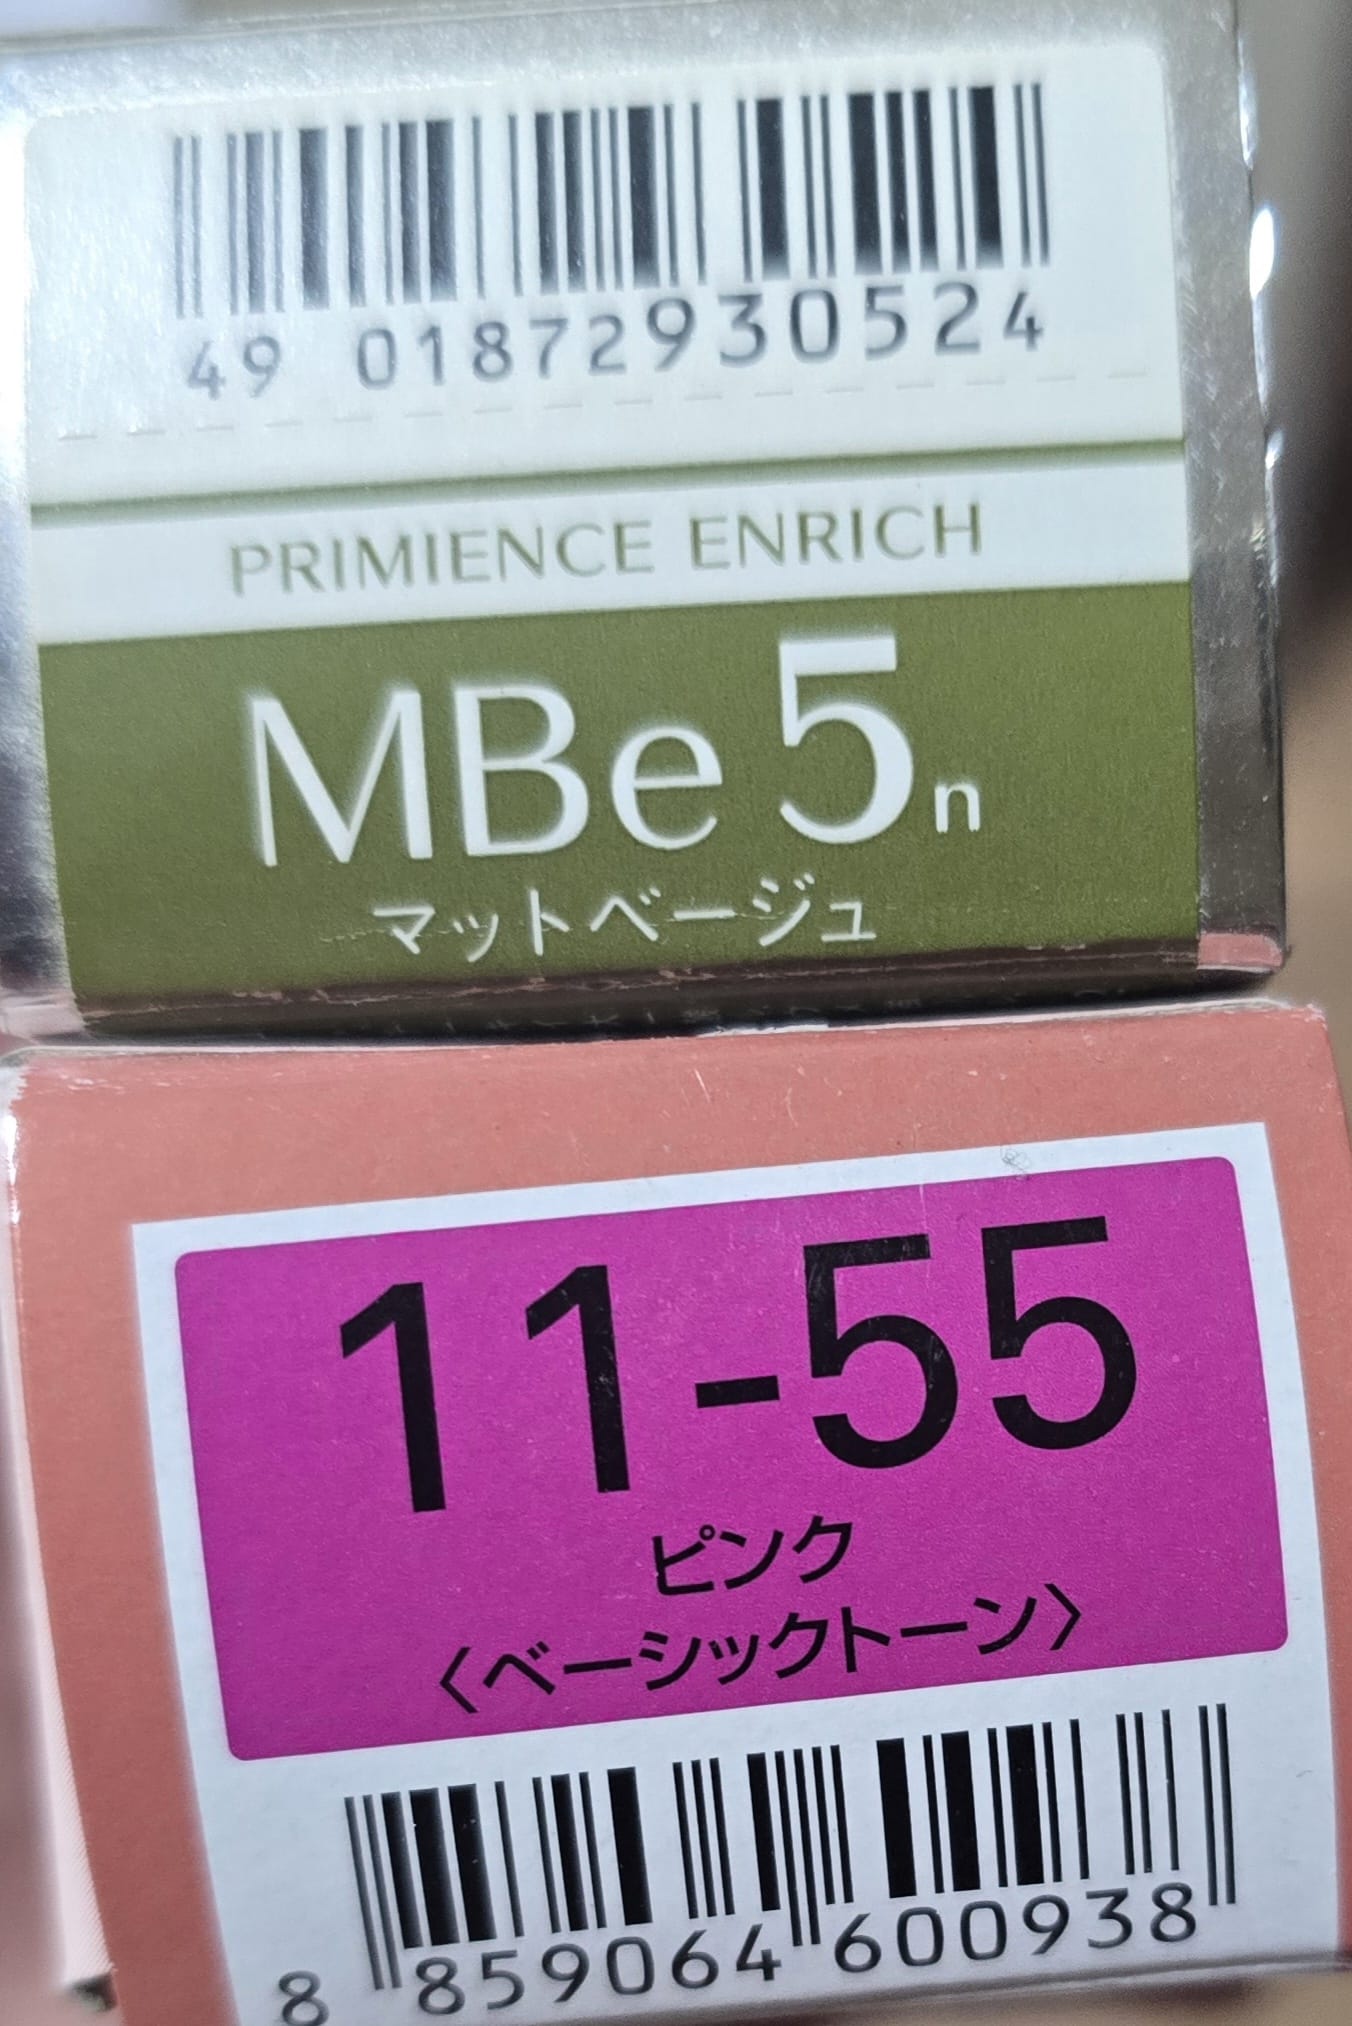 49 01872930524
PRIMIENCE ENRICH
MBe 5n
マットベージュ
11-55
ピンク
〈ベーシックトーン〉
8 859064 600938